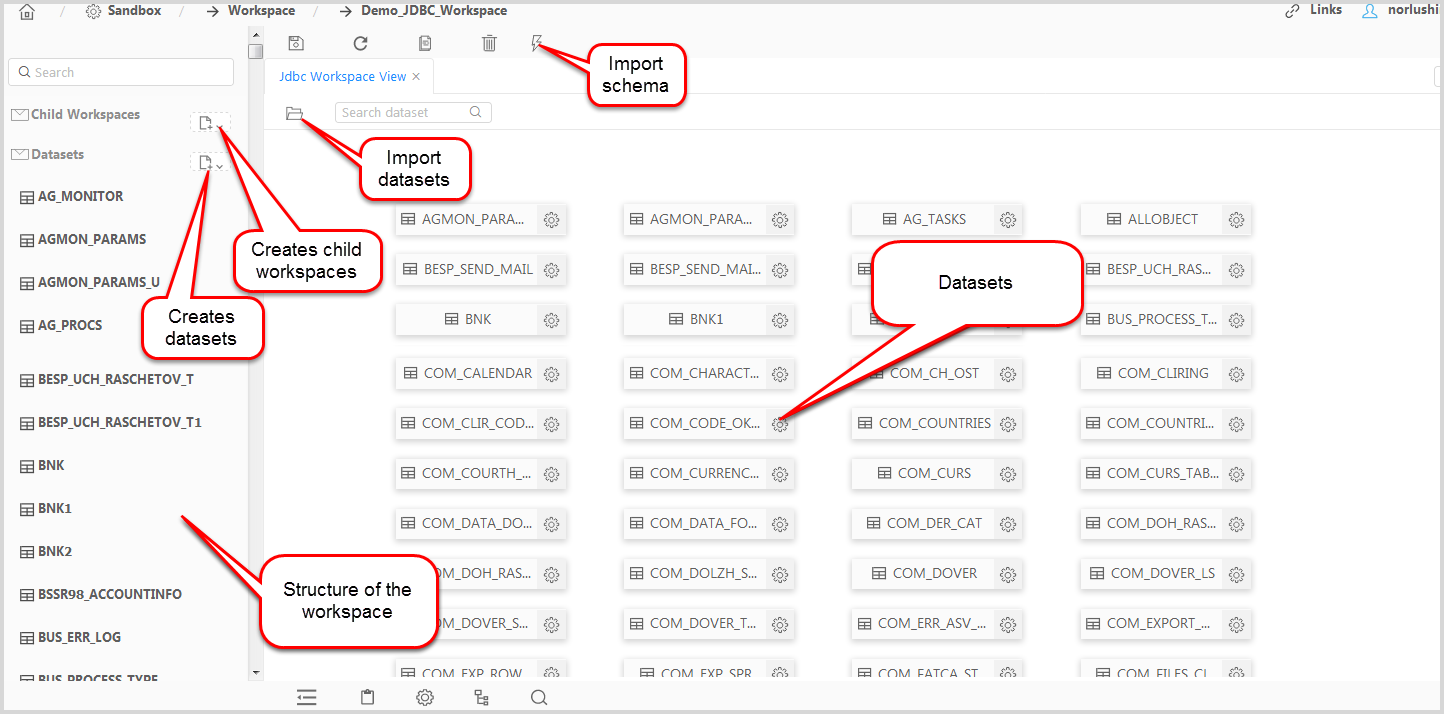 Sandbox / Workspace / Demo_JDBC_Workspace
Links norlushi
Search
Child Workspaces
Datasets
AG_MONITOR
AGMON_PARAMS
AGMON_PARAMS_U
AG_PROCS
BESP_UCH_RASCHETOV_T
BESP_UCH_RASCHETOV_T1
BNK
BNK1
BNK2
BSSR98_ACCOUNTINFO
BUS_ERR_LOG
BUS_PROCESS_TYPE
Import
schema
Jdbc Workspace View ×
Search dataset
Import
datasets
Creates child
workspaces
Creates
datasets
Structure of the
workspace
Datasets
AGMON_PARA... AGMON_PARA... AG_TASKS ALLOBJECT
BESP_SEND_MAIL BESP_SEND_MAI... BESP_UCH_RAS...
BNK BNK1 BUS_PROCESS_T...
COM_CALENDAR COM_CHARACT... COM_CH_OST COM_CLIRING
COM_CLIR_COD... COM_CODE_OK... COM_COUNTRIES COM_COUNTRI...
COM_COURTH_... COM_CURRENC... COM_CURS COM_CURS_TAB...
COM_DATA_DO... COM_DATA_FO... COM_DER_CAT COM_DOH_RAS...
OM_DOH_RAS... COM_DOLZH_S... COM_DOVER COM_DOVER_LS
OM_DOVER_S... COM_DOVER_T... COM_ERR_ASV_... COM_EXPORT_...
COM_EXP_ROW COM_EXP_SPR COM_FATCA_ST COM_FILES_CL